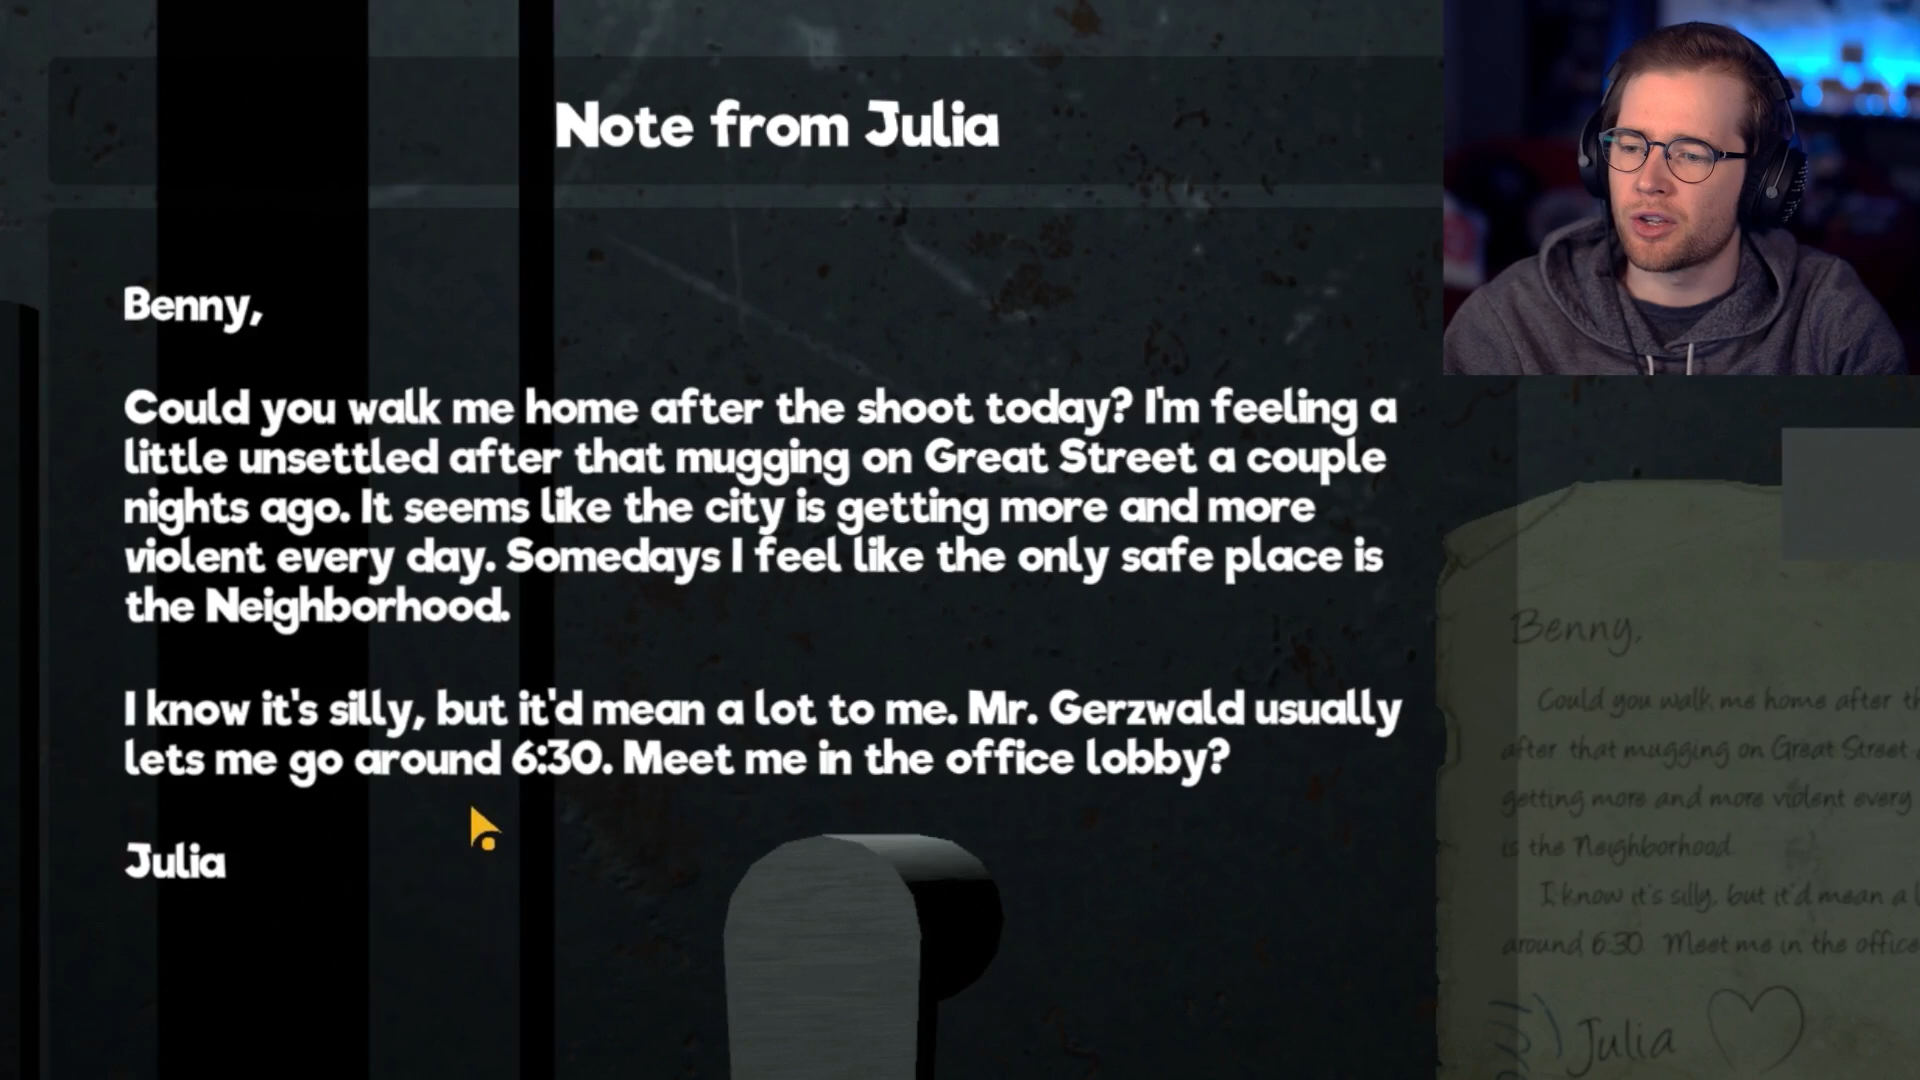 Note from Julia
Benny,
Could you walk me home after the shoot today? I'm feeling a
little unsettled after that mugging on Great Street a couple
nights ago. It seems like the city is getting more and more
violent every day. Somedays I feel like the only safe place is
the Neighborhood.
I know it's silly, but it'd mean a lot to me. Mr. Gerzwald usually
lets me go around 6:30. Meet me in the office lobby?
Julia
Benny,
Could you walk me home after th
after that mugging on Great Street
getting more and more violent every
is the Neighborhood
I know it's silly, but it'd mean a l
around 6:30 Meet me in the office
Julia